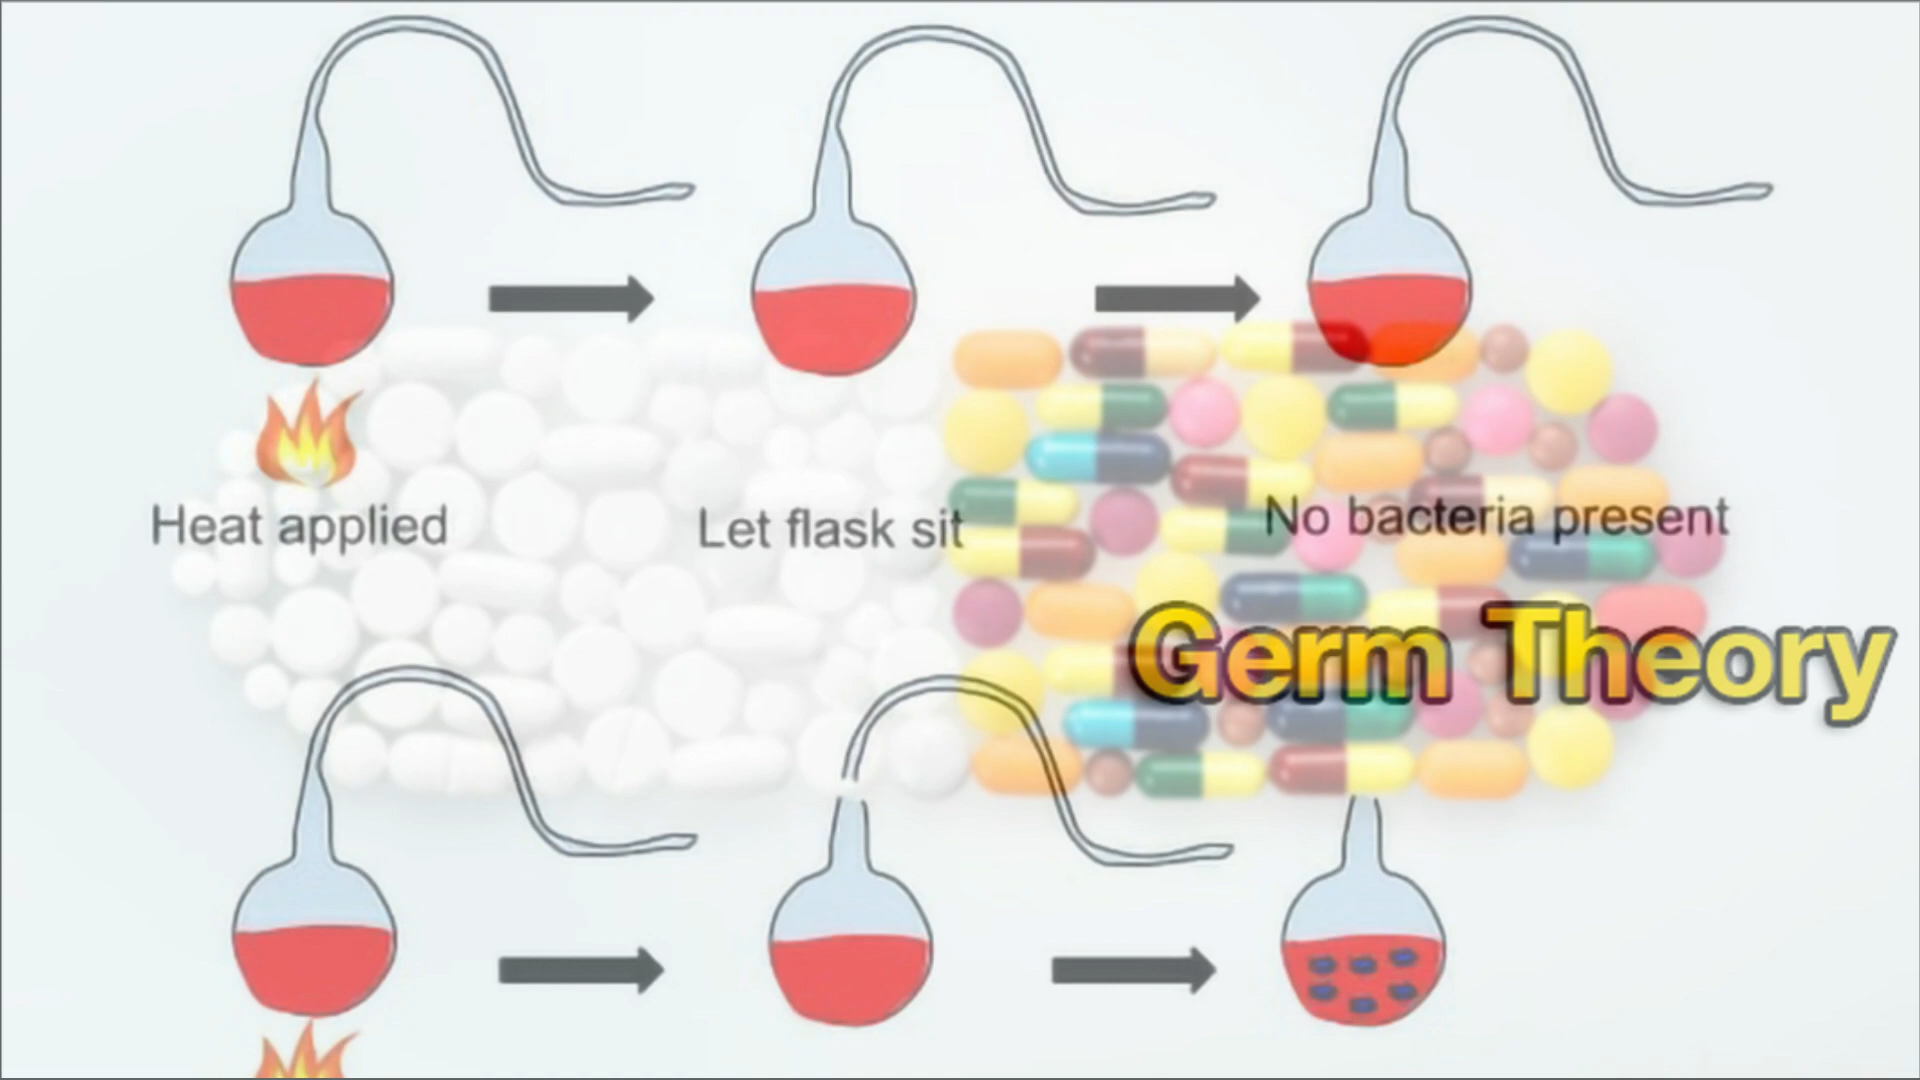 Heat applied
Let flask sit
No bacteria present
Germ Theory